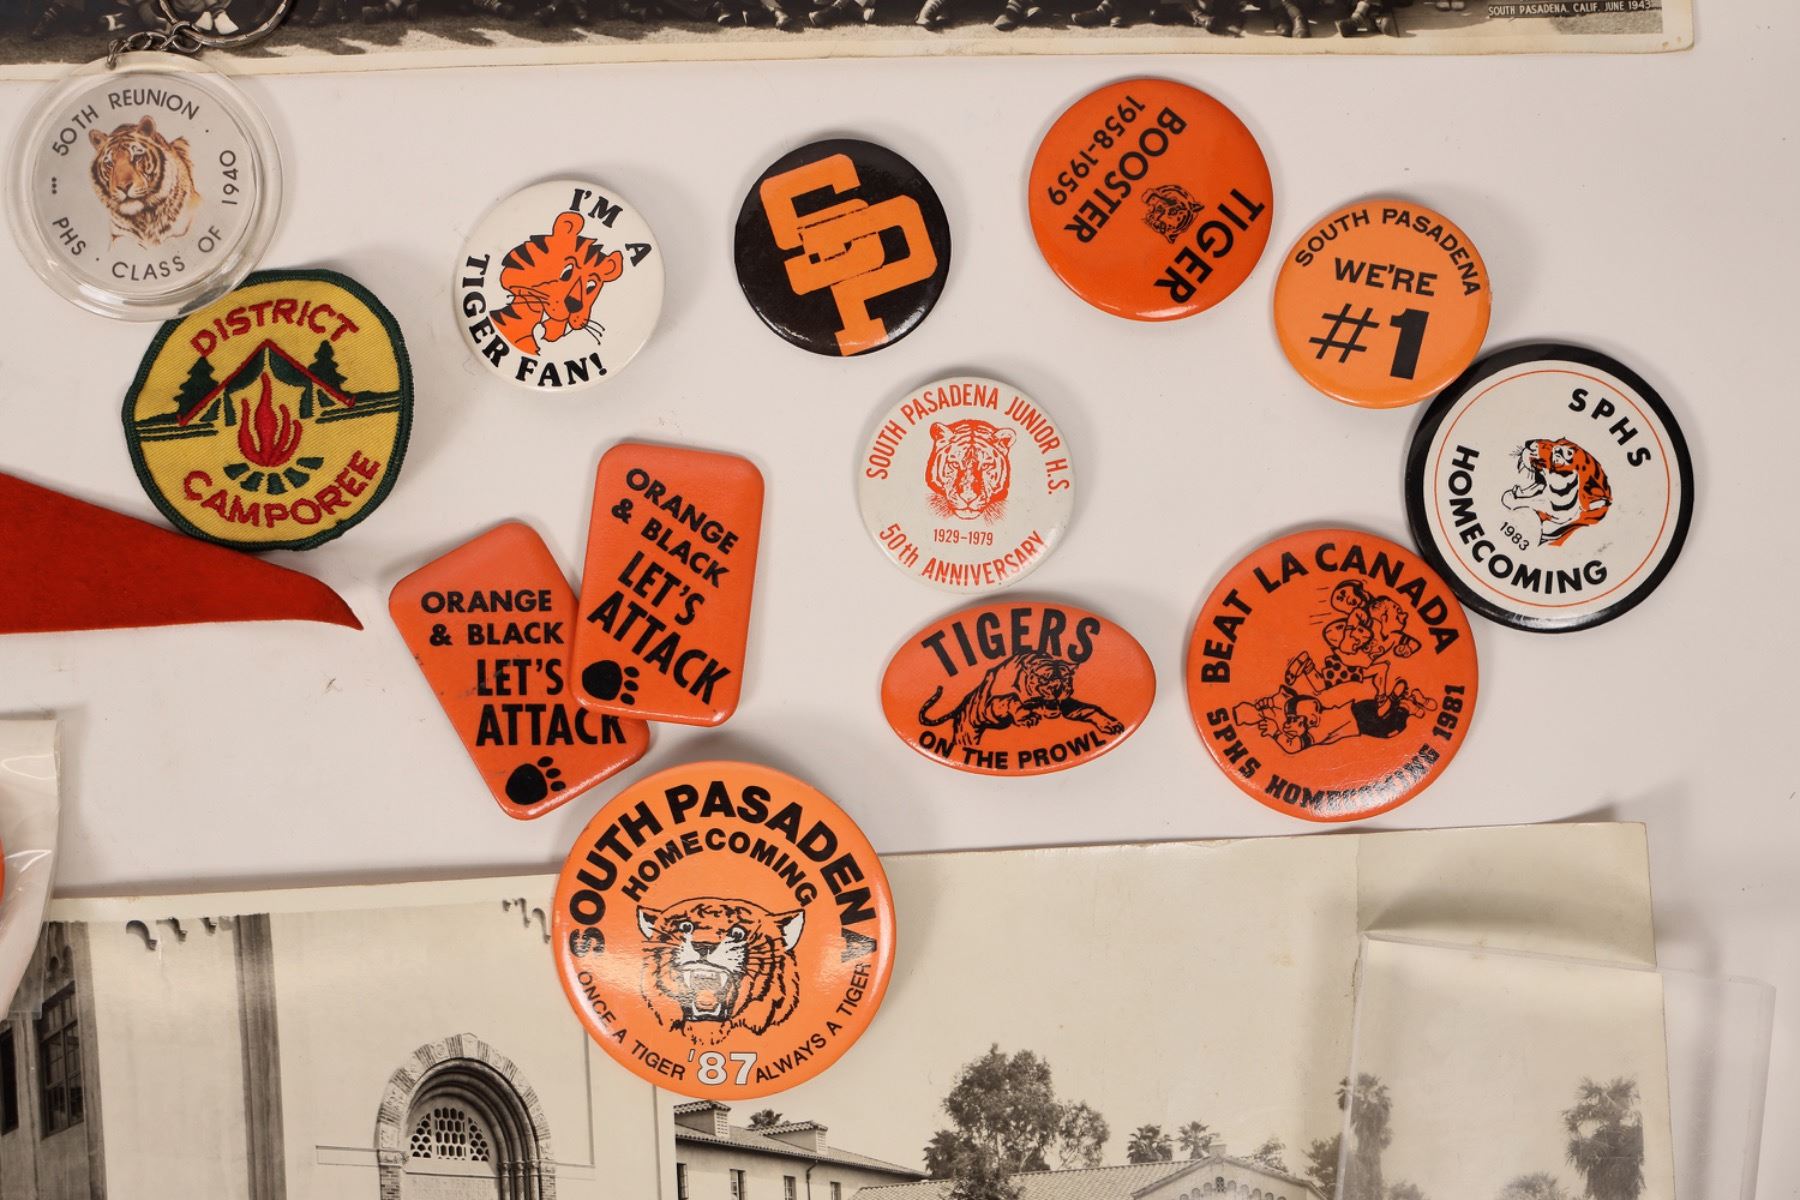 SOUTH PASADENA, CALIF. JUNE 1943
50TH REUNION
PHS · CLASS OF 1940
DISTRICT
CAMPOREE
I'M A
TIGER FAN!
SP
TIGER
BOOSTER
1958-1959
SOUTH PASADENA
WE'RE
#1
SPHS
HOMECOMING
1983
SOUTH PASADENA JUNIOR H.S.
1929-1979
50th ANNIVERSARY
ORANGE
& BLACK
LET'S
ATTACK
ORANGE
& BLACK
LET'S
ATTACK
TIGERS
ON THE PROWL
BEAT LA CANADA
SPHS HOMECOMING 1981
SOUTH PASADENA
HOMECOMING
ONCE A TIGER '87 ALWAYS A TIGER